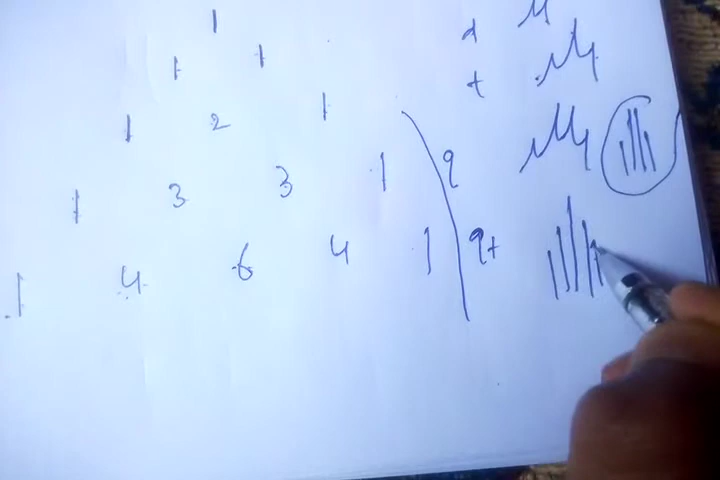 1 d
1 1 t
1 2 1
1 3 3 1 q
1 4 6 4 1 q+